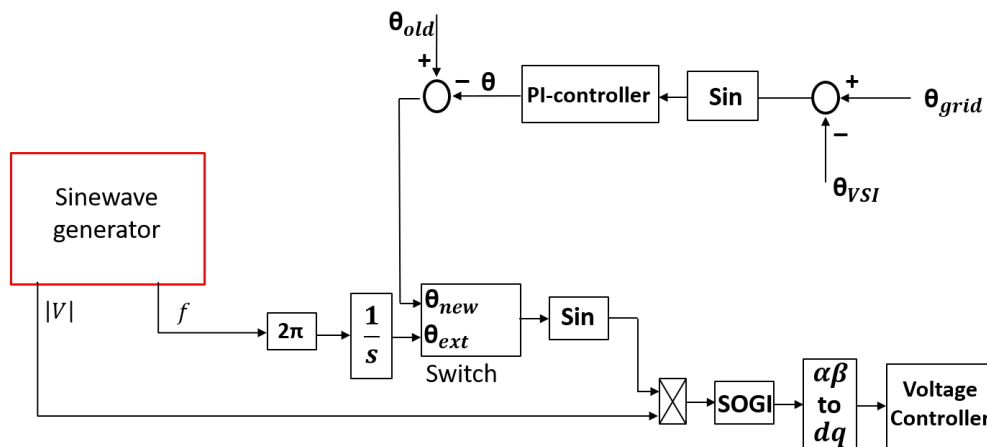 θold
+
− θ
PI-controller
Sin
+
θgrid
−
θVSI
Sinewave
generator
|V|
f
2π
1
s
θnew
θext
Switch
Sin
SOGI
αβ
to
dq
Voltage
Controller